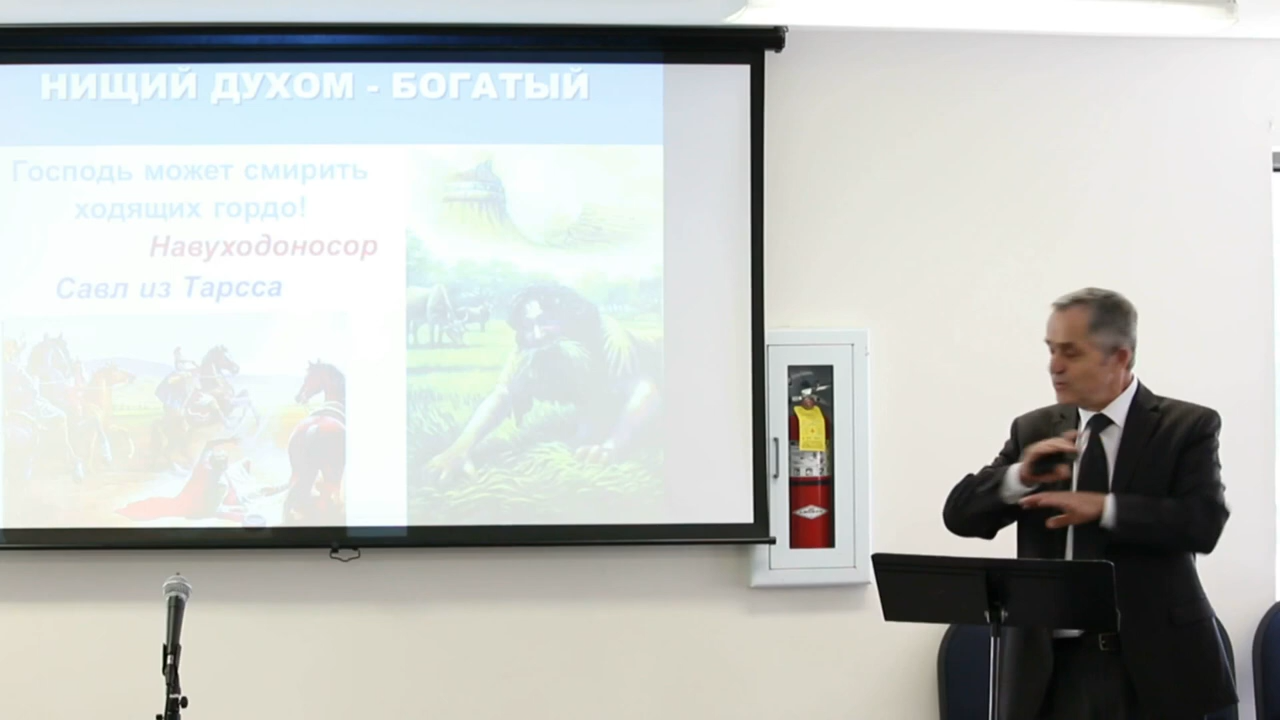 НИЩИЙ ДУХОМ - БОГАТЫЙ
Господь может смирить
ходящих гордо!
Навуходоносор
Савл из Тарсса